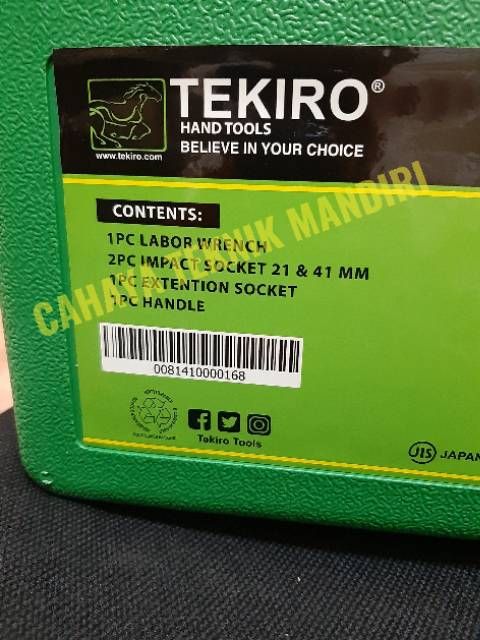 TEKIRO®
HAND TOOLS
BELIEVE IN YOUR CHOICE
www.tekiro.com
CONTENTS:
1PC LABOR WRENCH
2PC IMPACT SOCKET 21 & 41 MM
1PC EXTENTION SOCKET
1PC HANDLE
CAHAYA TEKNIK MANDIRI
0081410000168
Tekiro Tools
JIS JAPAN